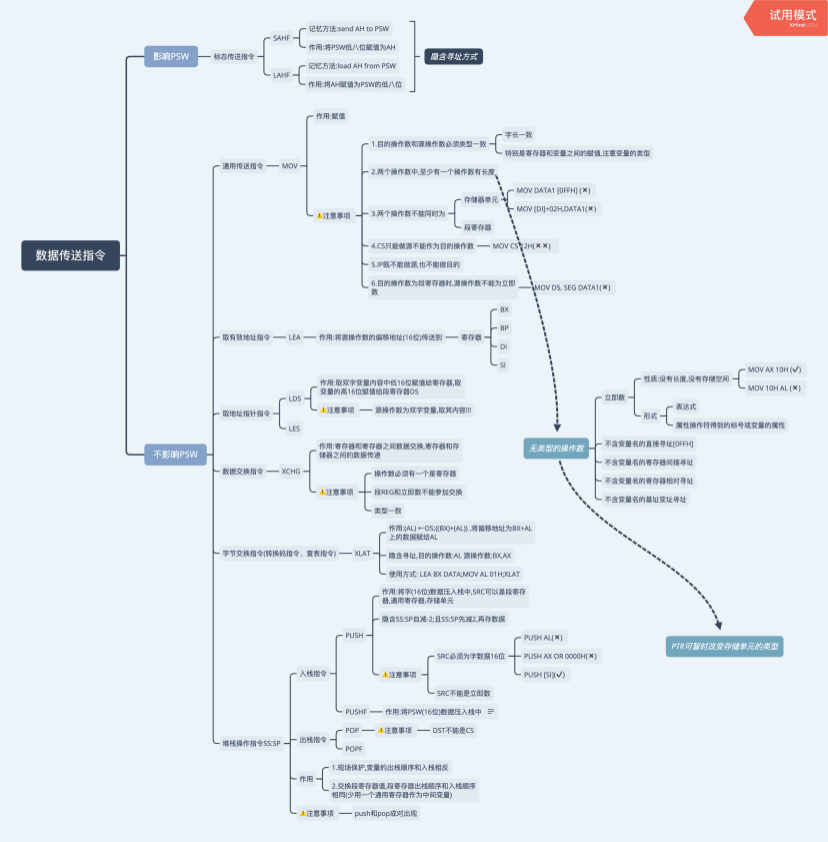 试用模式
XMind:ZEN
数据传送指令
影响PSW
标志传送指令
SAHF
记忆方法:send AH to PSW
作用:将PSW低八位赋值为AH
LAHF
记忆方法:load AH from PSW
作用:将AH赋值为PSW的低八位
隐含寻址方式
不影响PSW
通用传送指令
MOV
作用:赋值
⚠注意事项
1.目的操作数和源操作数必须类型一致
字长一致
特别是寄存器和变量之间的赋值,注意变量的类型
2.两个操作数中,至少有一个操作数有长度
3.两个操作数不能同时为
存储器单元
MOV DATA1 [0FFH] (✖)
MOV [DI]+02H,DATA1(✖)
段寄存器
4.CS只能做源不能作为目的操作数
MOV CS 12H(✖✖)
5.IP既不能做源,也不能做目的
6.目的操作数为段寄存器时,源操作数不能为立即
数
MOV DS, SEG DATA1(✖)
取有效地址指令
LEA
作用:将源操作数的偏移地址(16位)传送到
寄存器
BX
BP
DI
SI
取地址指针指令
LDS
作用:取双字变量内容中低16位赋值给寄存器,取
变量的高16位赋值给段寄存器DS
⚠注意事项
源操作数为双字变量,取其内容!!!
LES
数据交换指令
XCHG
作用:寄存器和寄存器之间数据交换,寄存器和存
储器之间的数据传递
⚠注意事项
操作数必须有一个是寄存器
段REG和立即数不能参加交换
类型一致
字节交换指令(转换码指令、查表指令)
XLAT
作用:(AL) ←DS:((BX)+(AL)) ,将偏移地址为BX+AL
上的数据赋给AL
隐含寻址,目的操作数:AL 源操作数:BX,AX
使用方式: LEA BX DATA;MOV AL 01H;XLAT
堆栈操作指令SS:SP
入栈指令
PUSH
作用:将字(16位)数据压入栈中,SRC可以是段寄存
器,通用寄存器,存储单元
隐含SS:SP自减-2;且SS:SP先减2,再存数据
⚠注意事项
SRC必须为字数据16位
PUSH AL(✖)
PUSH AX OR 0000H(✖)
PUSH [SI](✔)
SRC不能是立即数
PUSHF
作用:将PSW(16位)数据压入栈中
出栈指令
POP
⚠注意事项
DST不能是CS
POPF
作用
1.现场保护,变量的出栈顺序和入栈相反
2.交换段寄存器值,段寄存器出栈顺序和入栈顺序
相同(少用一个通用寄存器作为中间变量)
⚠注意事项
push和pop成对出现
无类型的操作数
立即数
性质:没有长度,没有存储空间
MOV AX 10H (✔)
MOV 10H AL (✖)
形式
表达式
属性操作符得到的标号或变量的属性
不含变量名的直接寻址[0FFH]
不含变量名的寄存器间接寻址
不含变量名的寄存器相对寻址
不含变量名的基址变址寻址
PTR可暂时改变存储单元的类型